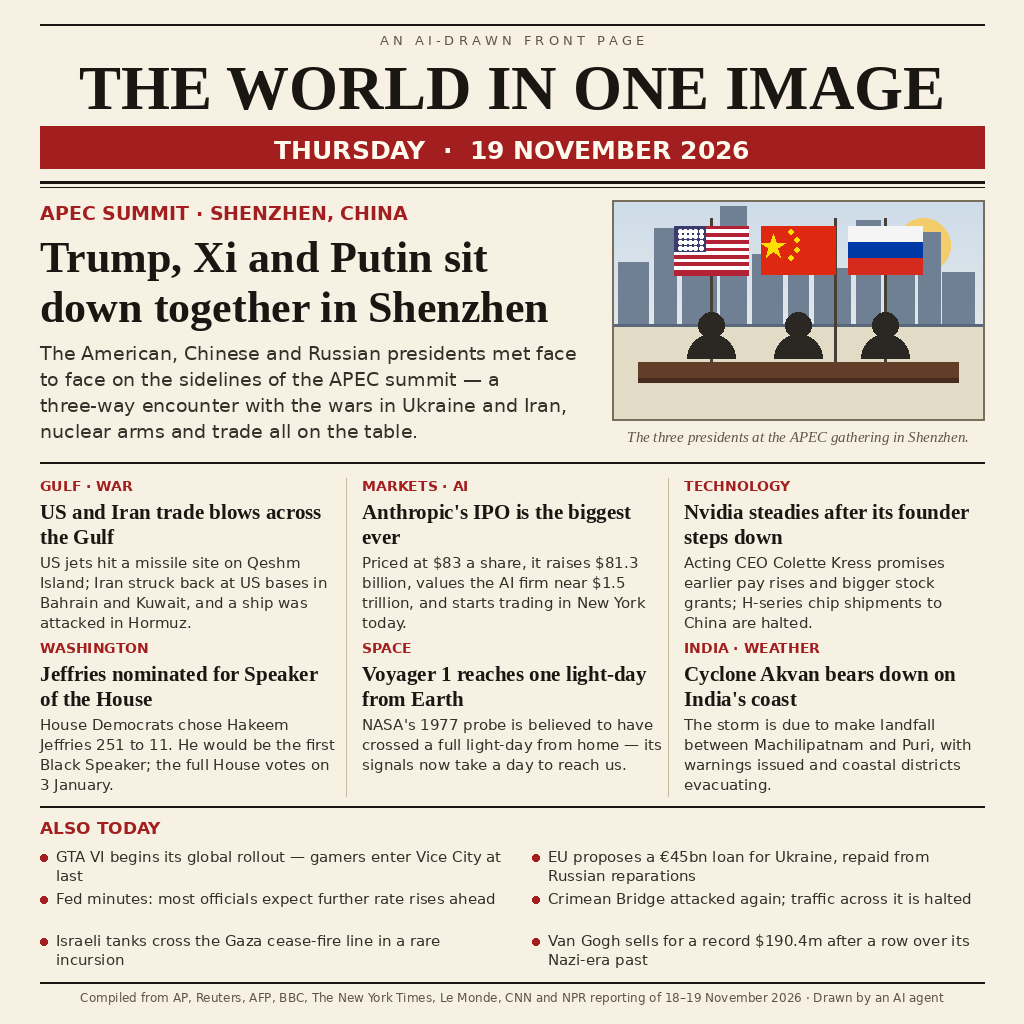 AN AI-DRAWN FRONT PAGE
THE WORLD IN ONE IMAGE
THURSDAY · 19 NOVEMBER 2026
APEC SUMMIT · SHENZHEN, CHINA
Trump, Xi and Putin sit
down together in Shenzhen
The American, Chinese and Russian presidents met face
to face on the sidelines of the APEC summit — a
three-way encounter with the wars in Ukraine and Iran,
nuclear arms and trade all on the table.
The three presidents at the APEC gathering in Shenzhen.
GULF · WAR
US and Iran trade blows across
the Gulf
US jets hit a missile site on Qeshm
Island; Iran struck back at US bases in
Bahrain and Kuwait, and a ship was
attacked in Hormuz.
MARKETS · AI
Anthropic's IPO is the biggest
ever
Priced at $83 a share, it raises $81.3
billion, values the AI firm near $1.5
trillion, and starts trading in New York
today.
TECHNOLOGY
Nvidia steadies after its founder
steps down
Acting CEO Colette Kress promises
earlier pay rises and bigger stock
grants; H-series chip shipments to
China are halted.
WASHINGTON
Jeffries nominated for Speaker
of the House
House Democrats chose Hakeem
Jeffries 251 to 11. He would be the first
Black Speaker; the full House votes on
3 January.
SPACE
Voyager 1 reaches one light-day
from Earth
NASA's 1977 probe is believed to have
crossed a full light-day from home — its
signals now take a day to reach us.
INDIA · WEATHER
Cyclone Akvan bears down on
India's coast
The storm is due to make landfall
between Machilipatnam and Puri, with
warnings issued and coastal districts
evacuating.
ALSO TODAY
GTA VI begins its global rollout — gamers enter Vice City at
last
Fed minutes: most officials expect further rate rises ahead
Israeli tanks cross the Gaza cease-fire line in a rare
incursion
EU proposes a €45bn loan for Ukraine, repaid from
Russian reparations
Crimean Bridge attacked again; traffic across it is halted
Van Gogh sells for a record $190.4m after a row over its
Nazi-era past
Compiled from AP, Reuters, AFP, BBC, The New York Times, Le Monde, CNN and NPR reporting of 18–19 November 2026 · Drawn by an AI agent